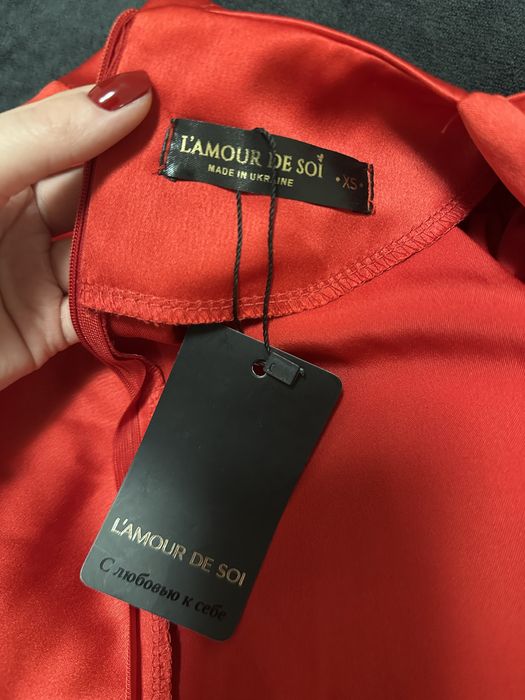 L'AMOUR DE SOI
MADE IN UKRAINE
• XS •
L'AMOUR DE SOI
С любовью к себе